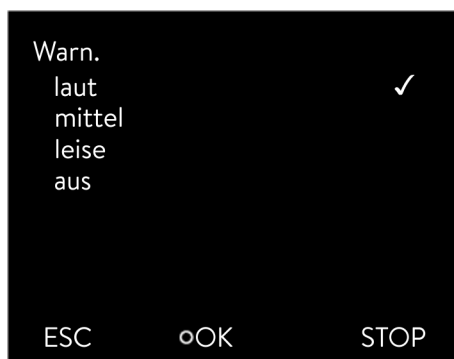 Warn.
laut ✓
mittel
leise
aus
ESC OK STOP